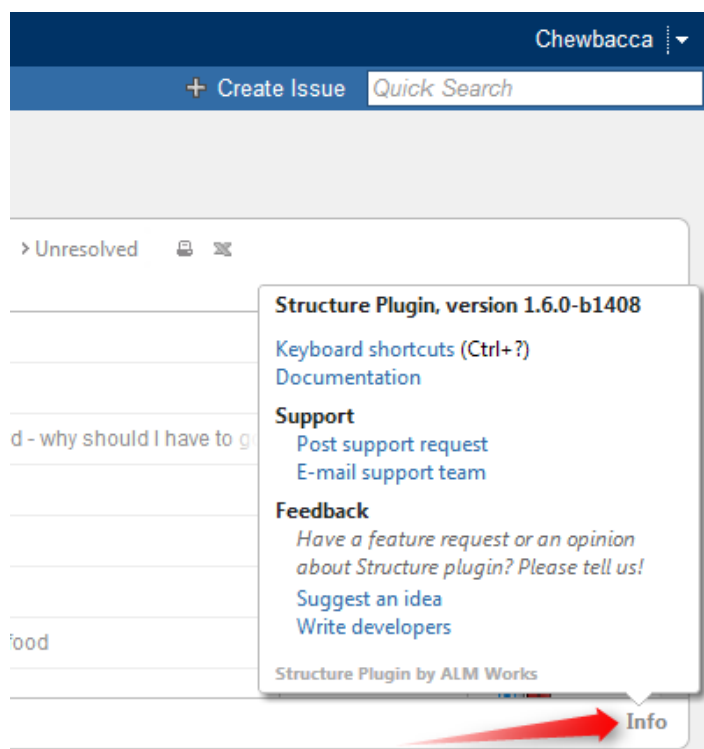 Chewbacca
Create Issue Quick Search
Unresolved
Structure Plugin, version 1.6.0-b1408
Keyboard shortcuts (Ctrl+?)
Documentation
d - why should I have to
Support
Post support request
E-mail support team
Feedback
Have a feature request or an opinion
about Structure plugin? Please tell us!
Suggest an idea
Write developers
ood
Structure Plugin by ALM Works
Info